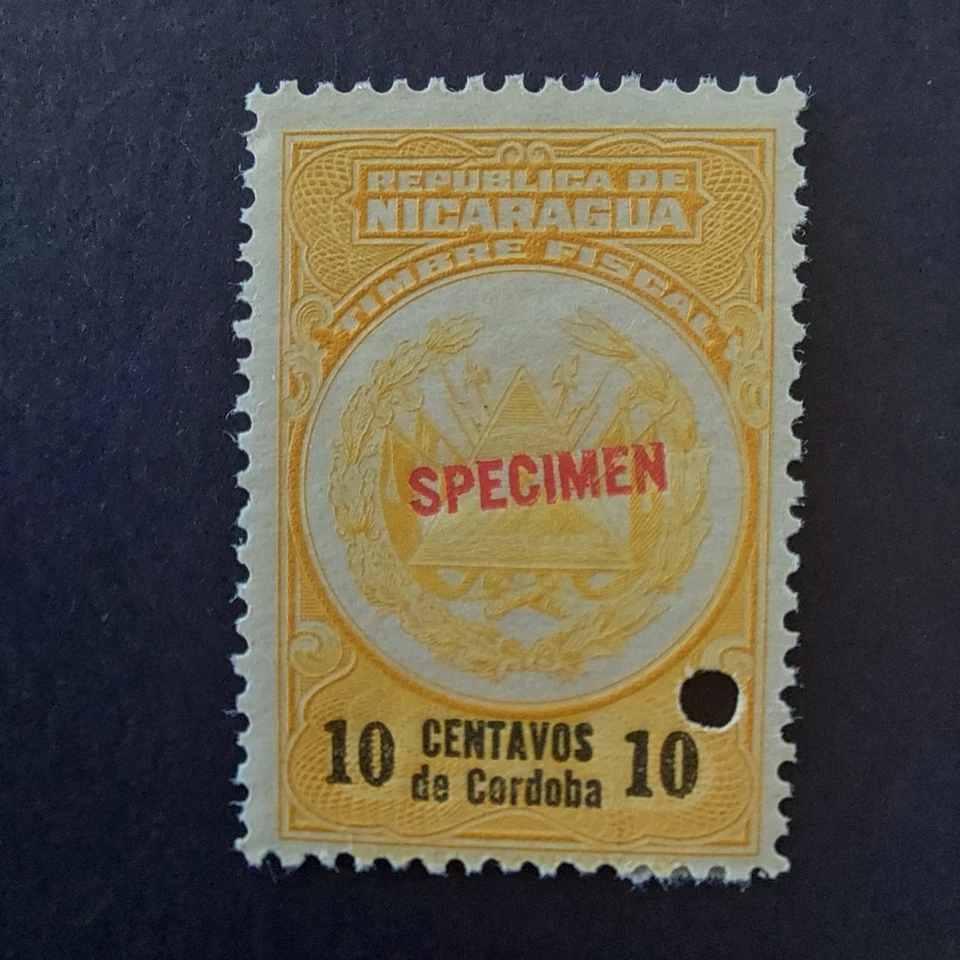 REPUBLICA DE
NICARAGUA
TIMBRE FISCAL
SPECIMEN
10 CENTAVOS 10
de Cordoba